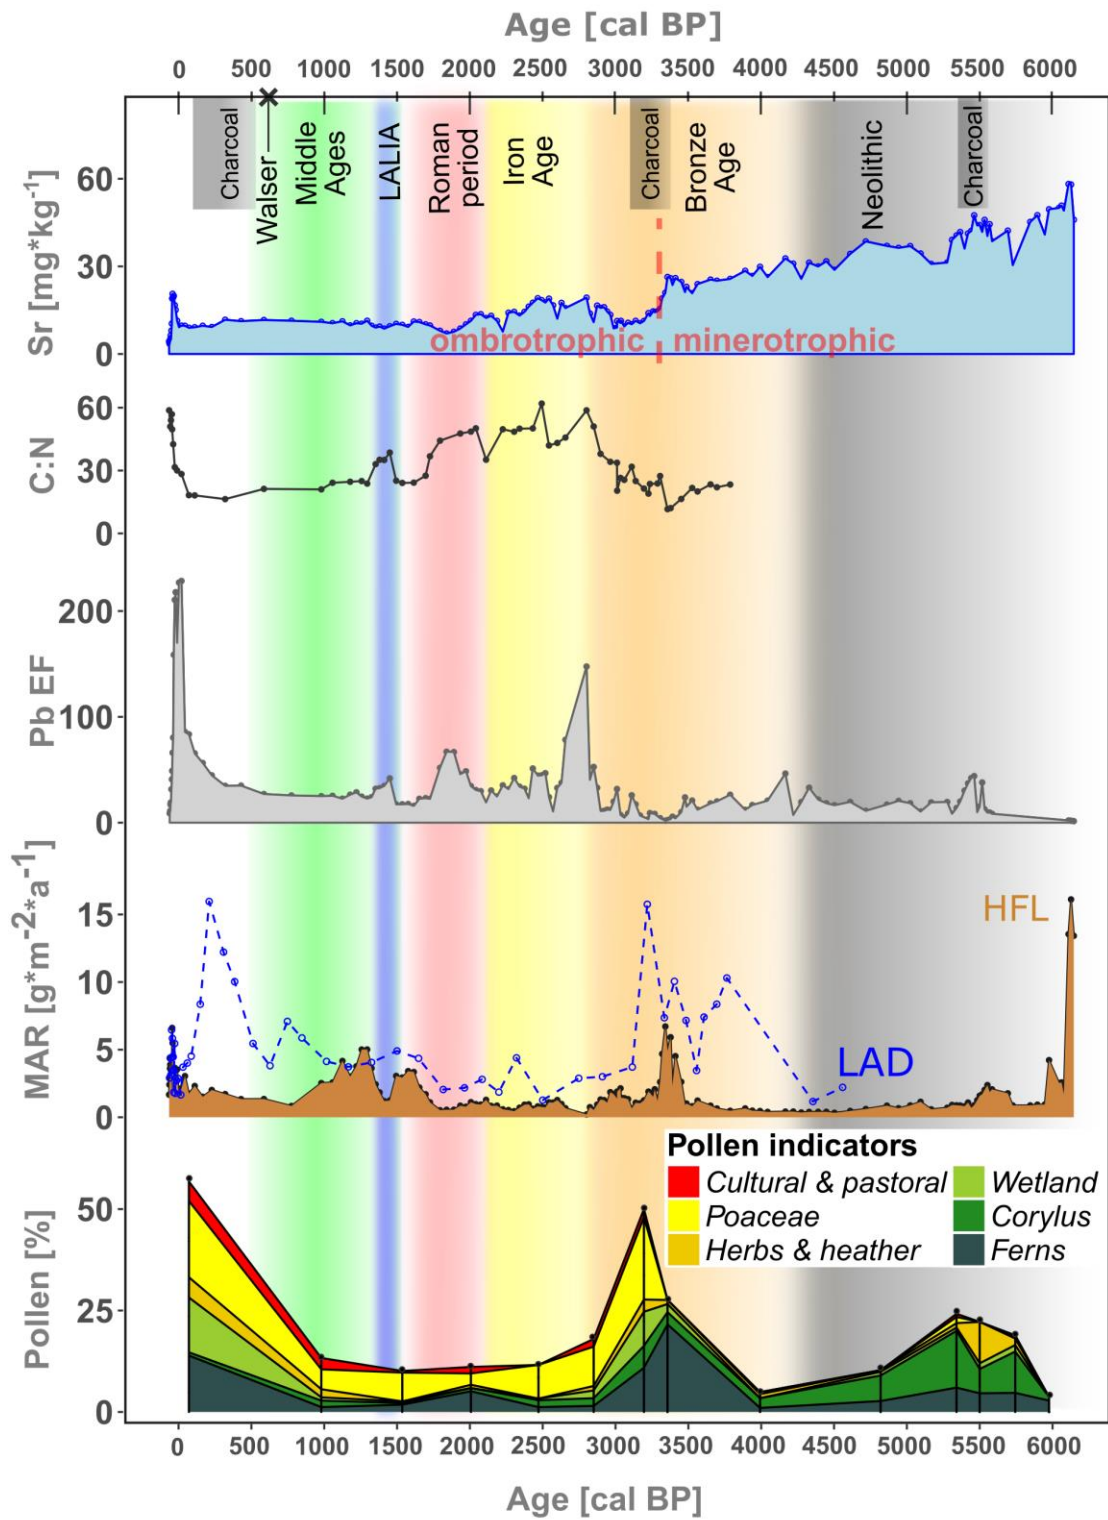 Age [cal BP]
0 500 1000 1500 2000 2500 3000 3500 4000 4500 5000 5500 6000
Charcoal
Walser
Middle
Ages
LALIA
Roman
period
Iron
Age
Charcoal
Bronze
Age
Neolithic
Charcoal
Sr [mg*kg-1]
60
30
0
ombrotrophic
minerotrophic
C:N
60
30
0
Pb EF
200
100
0
MAR [g*m-2*a-1]
15
10
5
0
HFL
LAD
Pollen [%]
50
25
0
Pollen indicators
Cultural & pastoral
Poaceae
Herbs & heather
Wetland
Corylus
Ferns
0 500 1000 1500 2000 2500 3000 3500 4000 4500 5000 5500 6000
Age [cal BP]